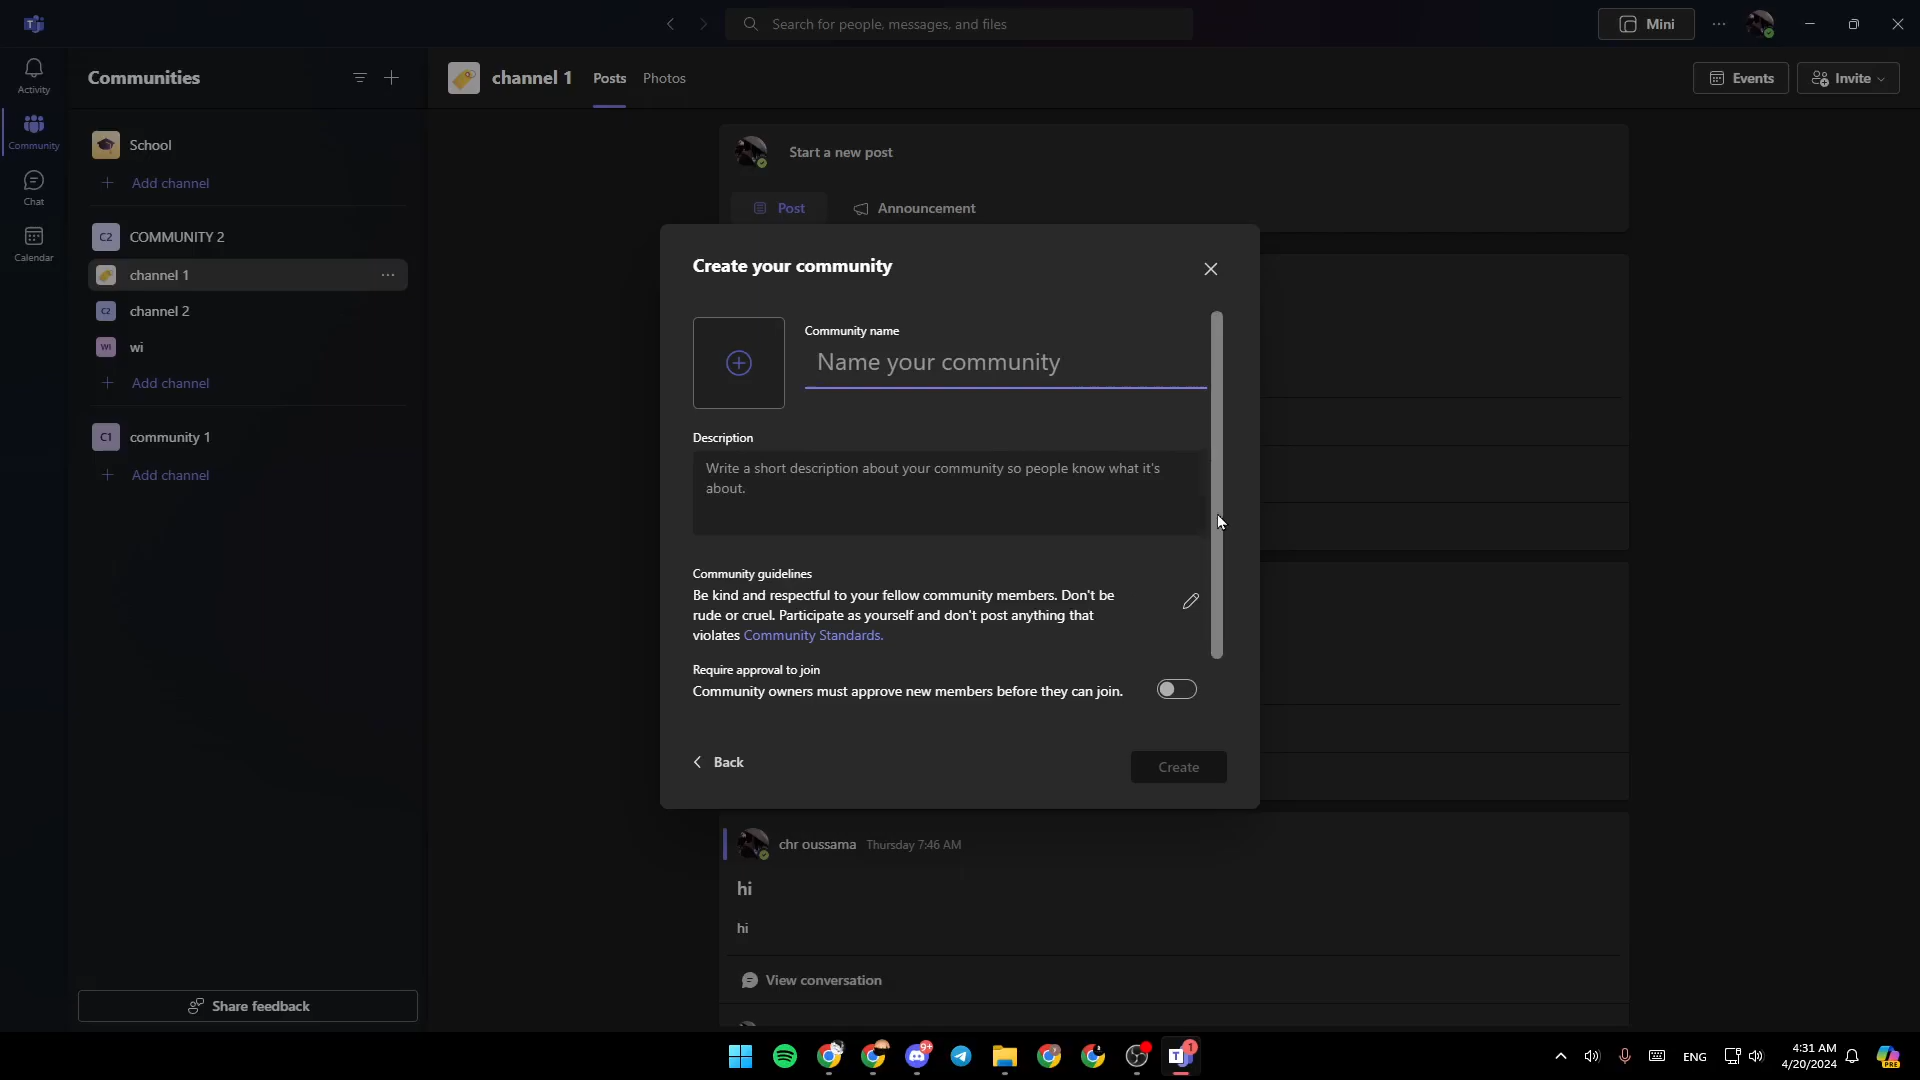 Search for people, messages, and files
Mini
Activity
Community
Chat
Calendar
Communities
School
Add channel
C2 COMMUNITY 2
channel 1
C2 channel 2
WI wi
Add channel
C1 community 1
Add channel
Share feedback
channel 1 Posts Photos
Events
Invite
Start a new post
Post
Announcement
Create your community
Community name
Name your community
Description
Write a short description about your community so people know what it's
about.
Community guidelines
Be kind and respectful to your fellow community members. Don't be
rude or cruel. Participate as yourself and don't post anything that
violates Community Standards.
Require approval to join
Community owners must approve new members before they can join.
Back
Create
chr oussama Thursday 7:46 AM
hi
hi
View conversation
9+
1
ENG
4:31 AM
4/20/2024
PRE